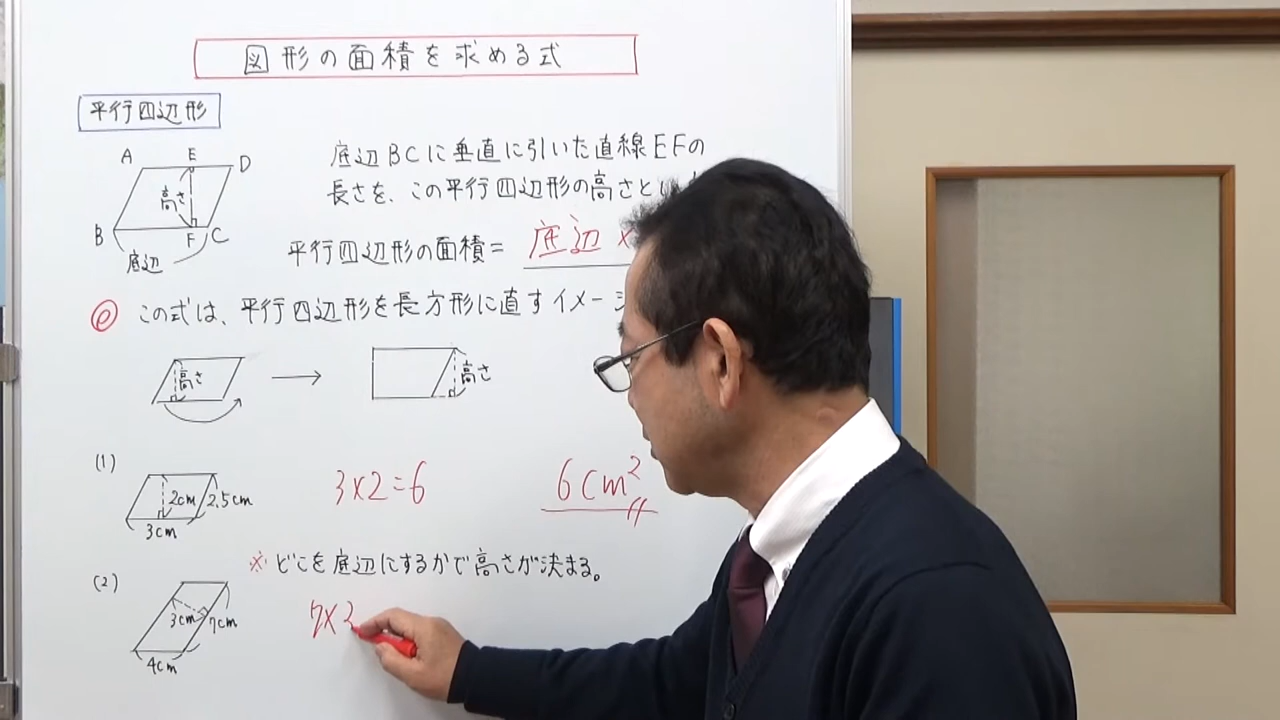 図形の面積を求める式
平行四辺形
A E D
高さ
B F C
底辺
底辺BCに垂直に引いた直線EFの
長さを、この平行四辺形の高さとい
平行四辺形の面積= 底辺 ×
この式は、平行四辺形を長方形に直すイメー
高さ
高さ
(1)
2cm 2.5cm
3cm
3×2=6
6cm²
※どこを底辺にするかで高さが決まる。
(2)
3cm 7cm
4cm
7×3